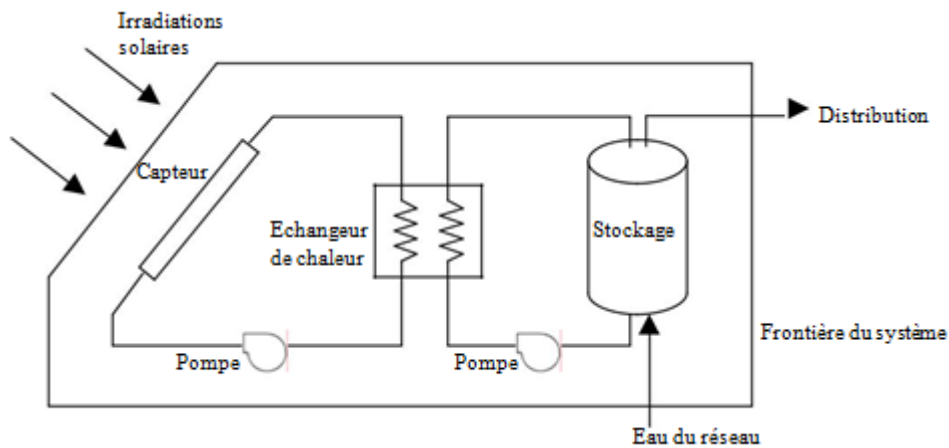 Irradiations
solaires
Distribution
Capteur
Echangeur
de chaleur
Stockage
Frontière du système
Pompe
Pompe
Eau du réseau